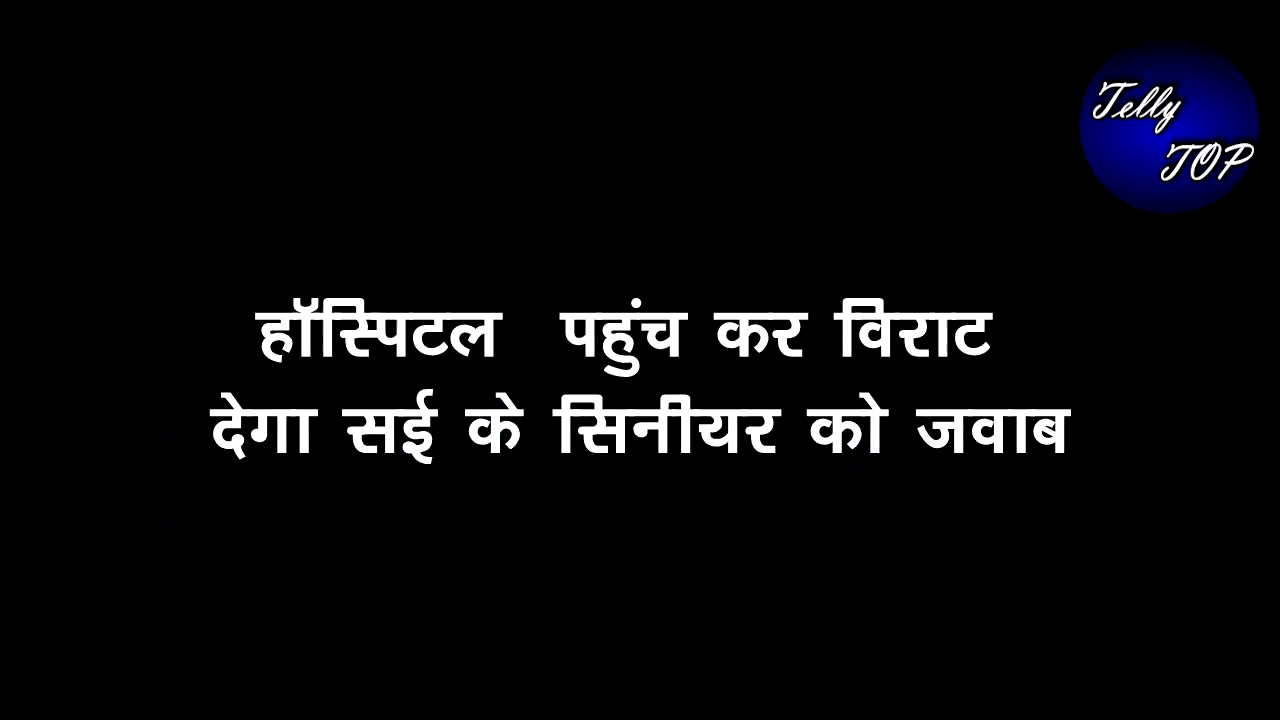 Telly
TOP
हॉस्पिटल पहुंच कर विराट
देगा सई के सिनीयर को जवाब